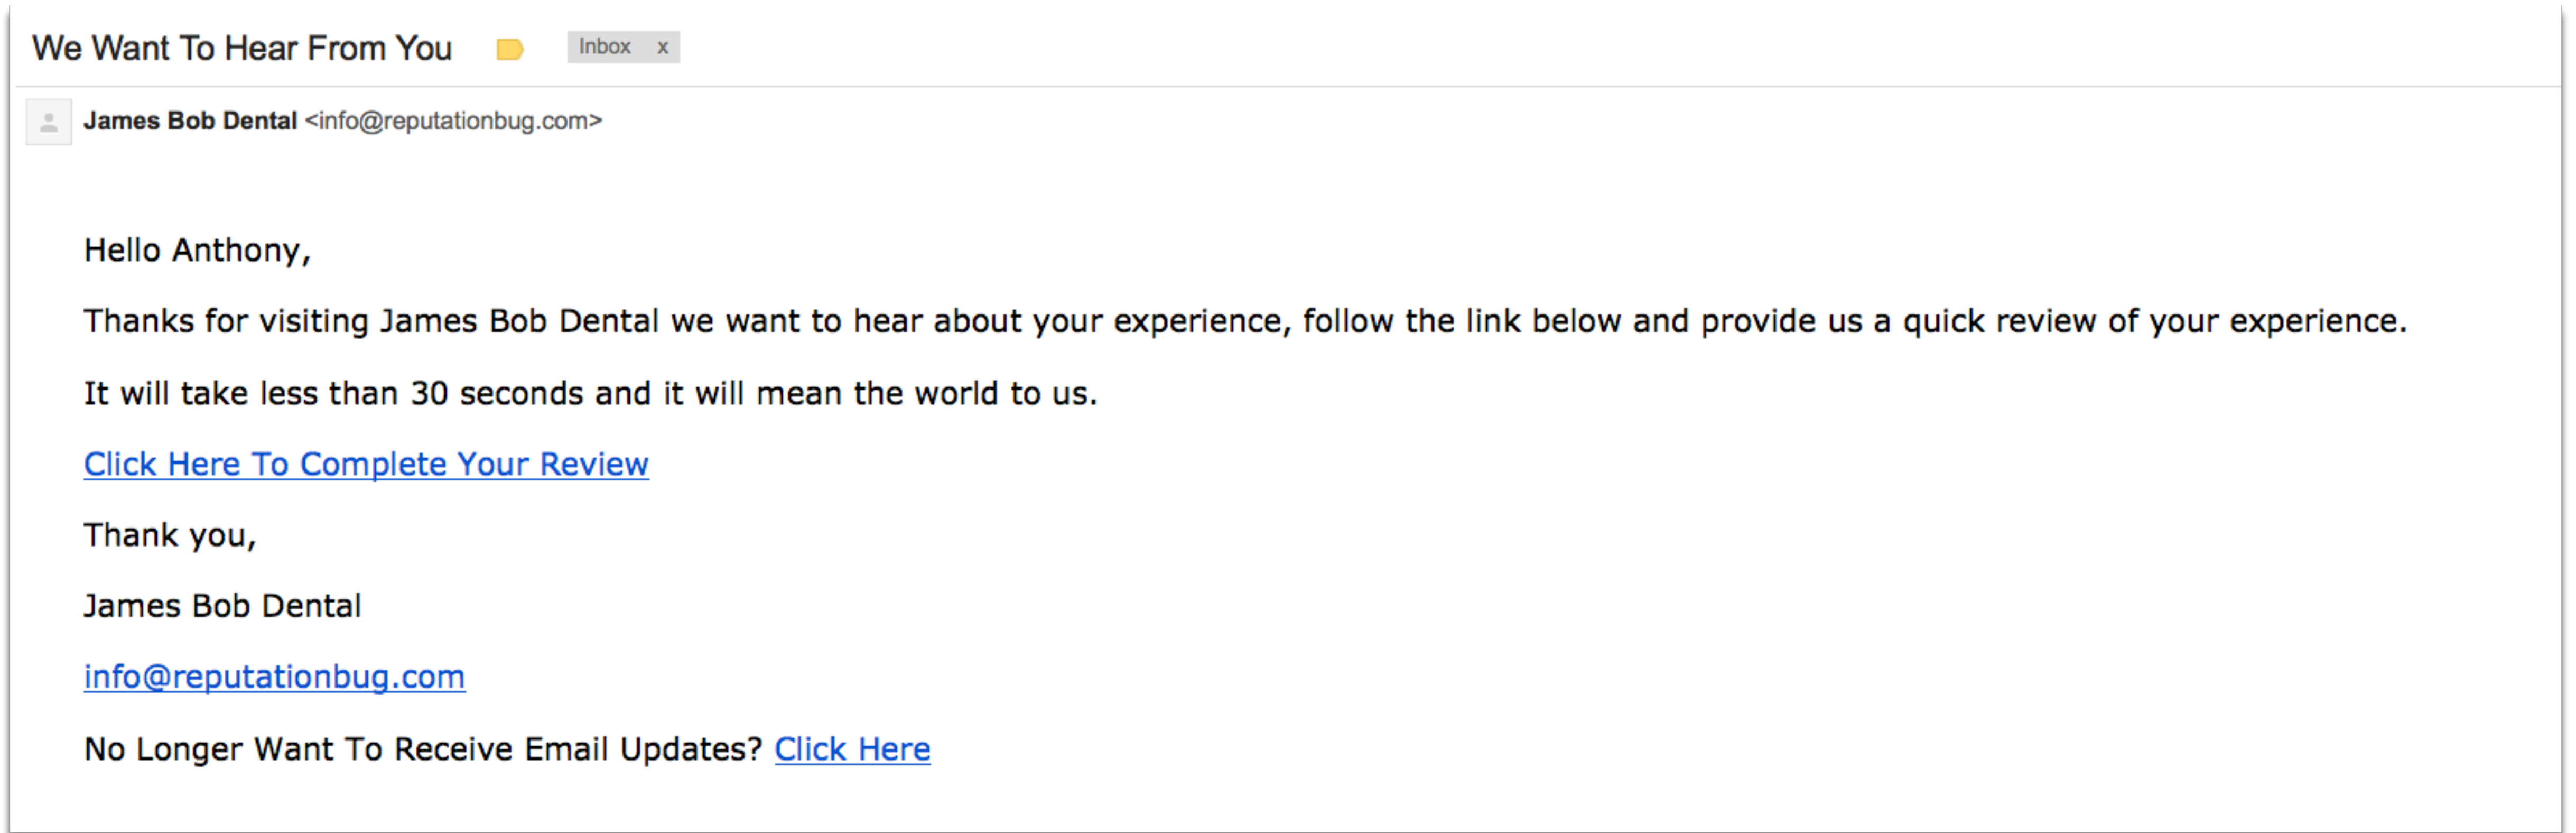 We Want To Hear From You Inbox x
James Bob Dental <info@reputationbug.com>
Hello Anthony,
Thanks for visiting James Bob Dental we want to hear about your experience, follow the link below and provide us a quick review of your experience.
It will take less than 30 seconds and it will mean the world to us.
Click Here To Complete Your Review
Thank you,
James Bob Dental
info@reputationbug.com
No Longer Want To Receive Email Updates? Click Here